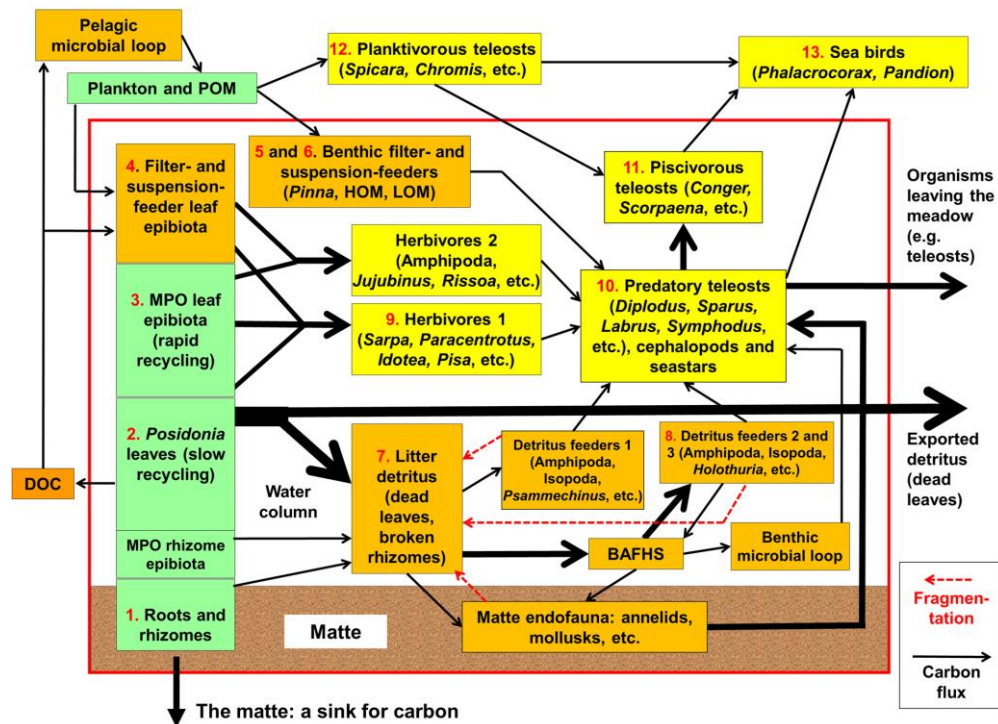 Pelagic
microbial loop
Plankton and POM
12. Planktivorous teleosts
(Spicara, Chromis, etc.)
13. Sea birds
(Phalacrocorax, Pandion)
4. Filter- and
suspension-
feeder leaf
epibiota
5 and 6. Benthic filter- and
suspension-feeders
(Pinna, HOM, LOM)
11. Piscivorous
teleosts (Conger,
Scorpaena, etc.)
Organisms
leaving the
meadow
(e.g.
teleosts)
Herbivores 2
(Amphipoda,
Jujubinus, Rissoa, etc.)
3. MPO leaf
epibiota
(rapid
recycling)
9. Herbivores 1
(Sarpa, Paracentrotus,
Idotea, Pisa, etc.)
10. Predatory teleosts
(Diplodus, Sparus,
Labrus, Symphodus,
etc.), cephalopods and
seastars
2. Posidonia
leaves (slow
recycling)
DOC
Water
column
7. Litter
detritus
(dead
leaves,
broken
rhizomes)
Detritus feeders 1
(Amphipoda,
Isopoda,
Psammechinus, etc.)
8. Detritus feeders 2 and
3 (Amphipoda, Isopoda,
Holothuria, etc.)
Exported
detritus
(dead
leaves)
MPO rhizome
epibiota
BAFHS
Benthic
microbial loop
1. Roots and
rhizomes
Matte
Matte endofauna: annelids,
mollusks, etc.
Fragmen-
tation
Carbon
flux
The matte: a sink for carbon